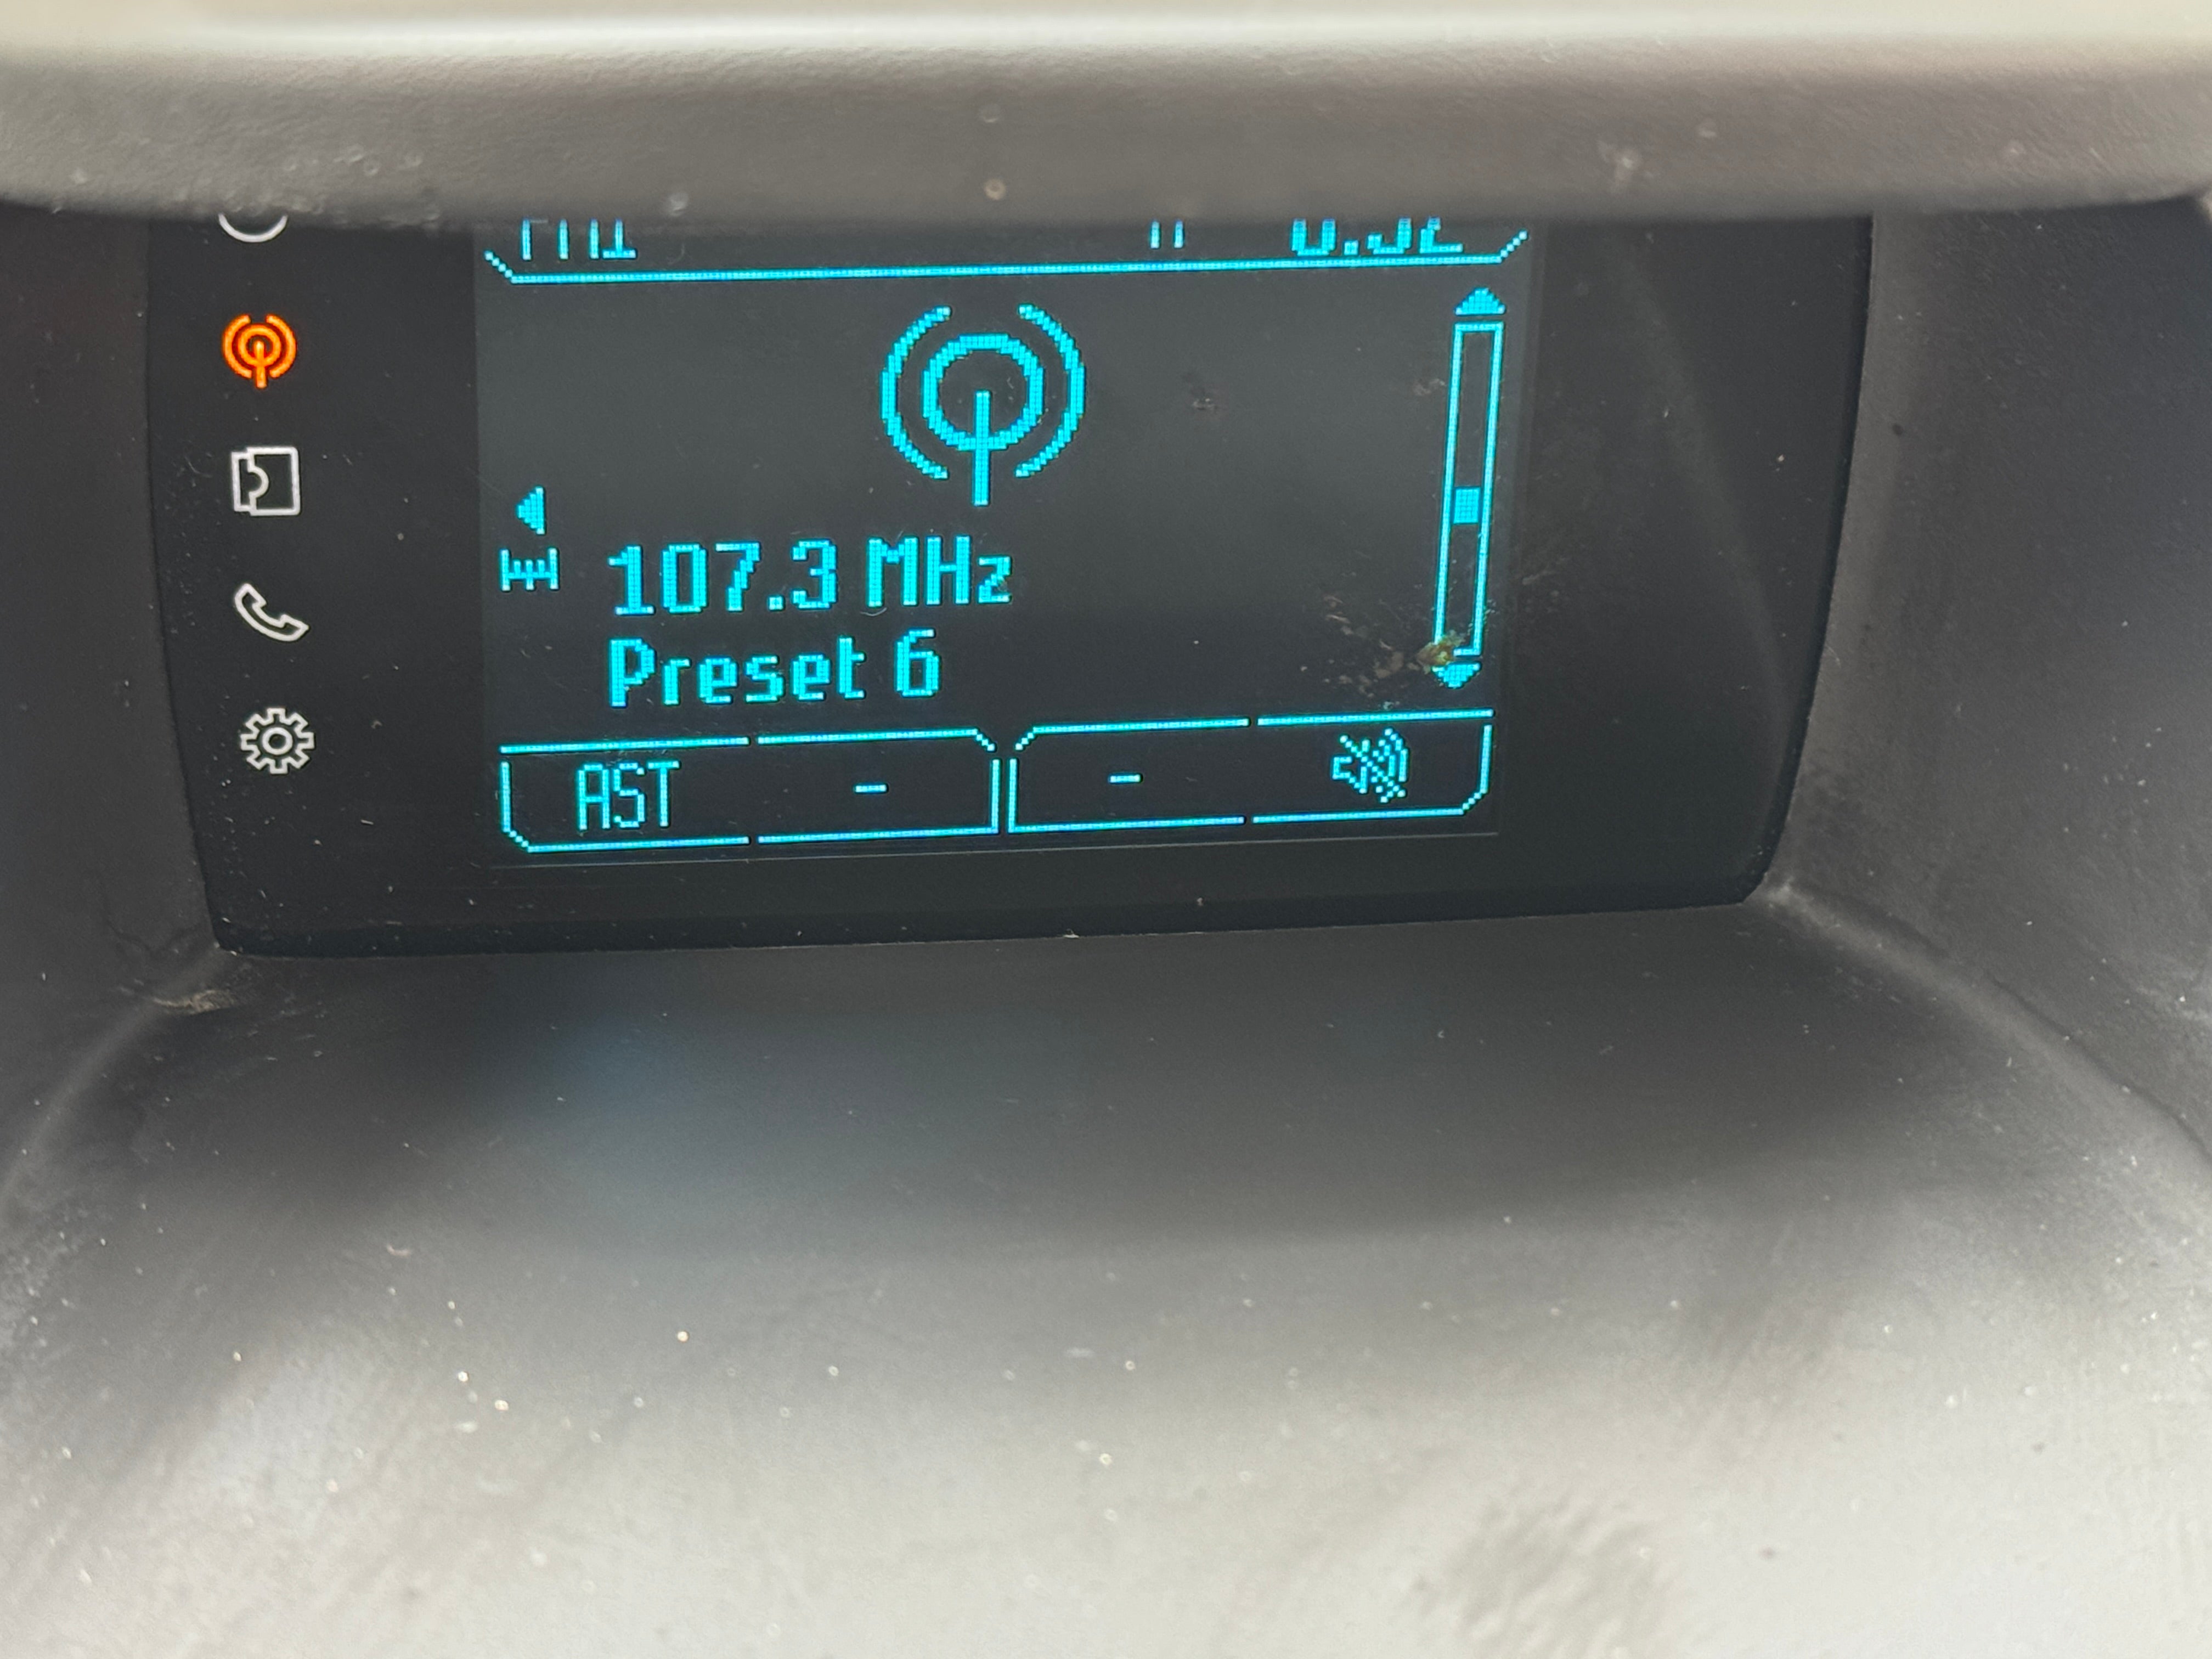 107.3 MHz
Preset 6
AST - -